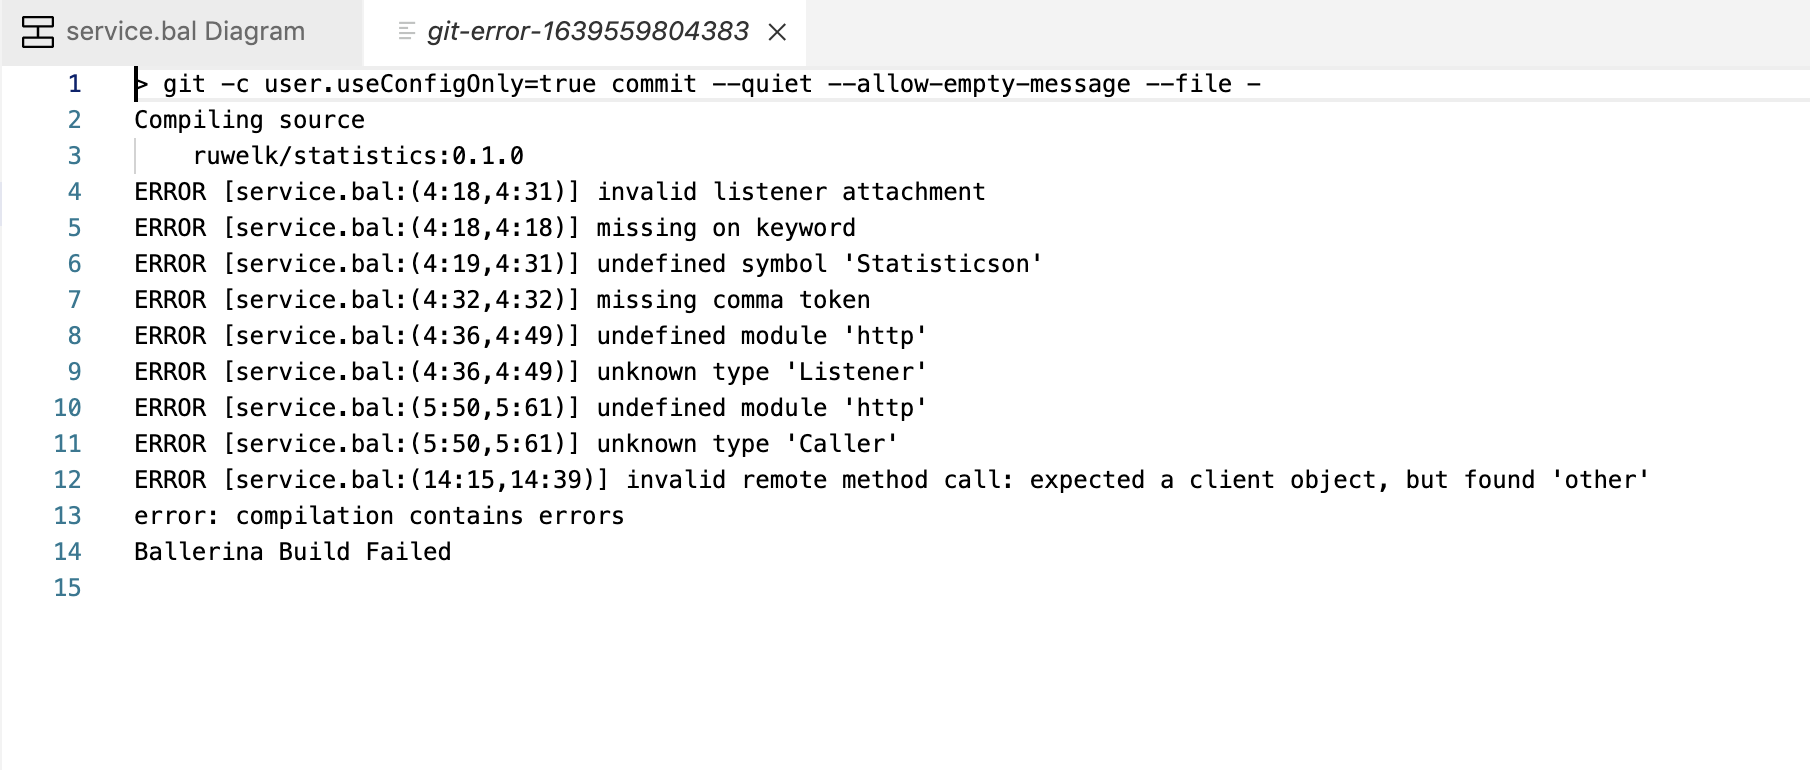 service.bal Diagram
git-error-1639559804383
1 > git -c user.useConfigOnly=true commit --quiet --allow-empty-message --file -
2 Compiling source
3     ruwelk/statistics:0.1.0
4 ERROR [service.bal:(4:18,4:31)] invalid listener attachment
5 ERROR [service.bal:(4:18,4:18)] missing on keyword
6 ERROR [service.bal:(4:19,4:31)] undefined symbol 'Statisticson'
7 ERROR [service.bal:(4:32,4:32)] missing comma token
8 ERROR [service.bal:(4:36,4:49)] undefined module 'http'
9 ERROR [service.bal:(4:36,4:49)] unknown type 'Listener'
10 ERROR [service.bal:(5:50,5:61)] undefined module 'http'
11 ERROR [service.bal:(5:50,5:61)] unknown type 'Caller'
12 ERROR [service.bal:(14:15,14:39)] invalid remote method call: expected a client object, but found 'other'
13 error: compilation contains errors
14 Ballerina Build Failed
15